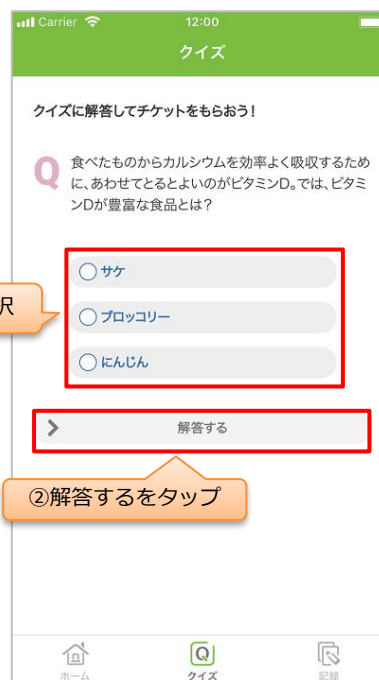 Carrier 12:00
クイズ
クイズに解答してチケットをもらおう！
Q 食べたものからカルシウムを効率よく吸収するため
に、あわせてとるとよいのがビタミンD。では、ビタミ
ンDが豊富な食品とは？
サケ
択
ブロッコリー
にんじん
解答する
②解答するをタップ
Q
ホーム クイズ 記録